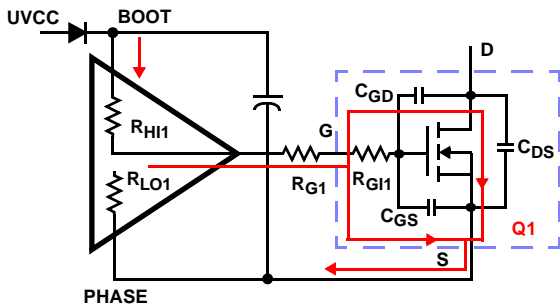 UVCC
BOOT
D
CGD
RHI1
G
CDS
RLO1
RG1
RGI1
CGS
Q1
S
PHASE